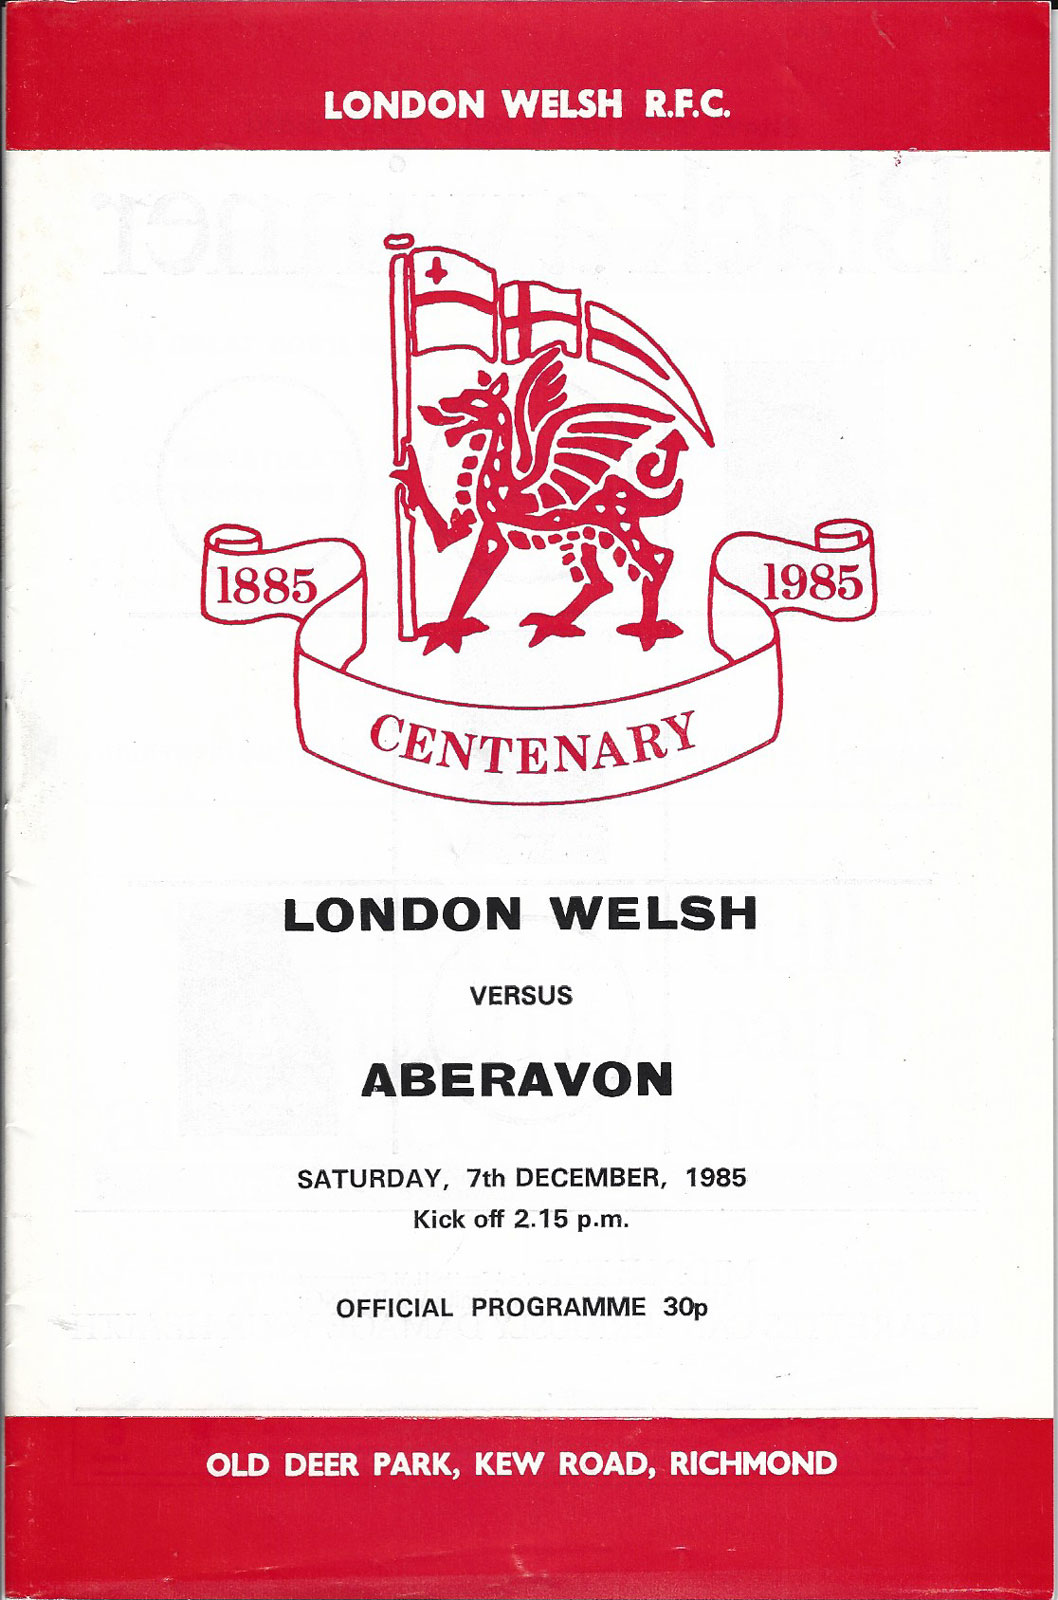 LONDON WELSH R.F.C.
1885
1985
CENTENARY
LONDON WELSH
VERSUS
ABERAVON
SATURDAY, 7th DECEMBER, 1985
Kick off 2.15 p.m.
OFFICIAL PROGRAMME 30p
OLD DEER PARK, KEW ROAD, RICHMOND